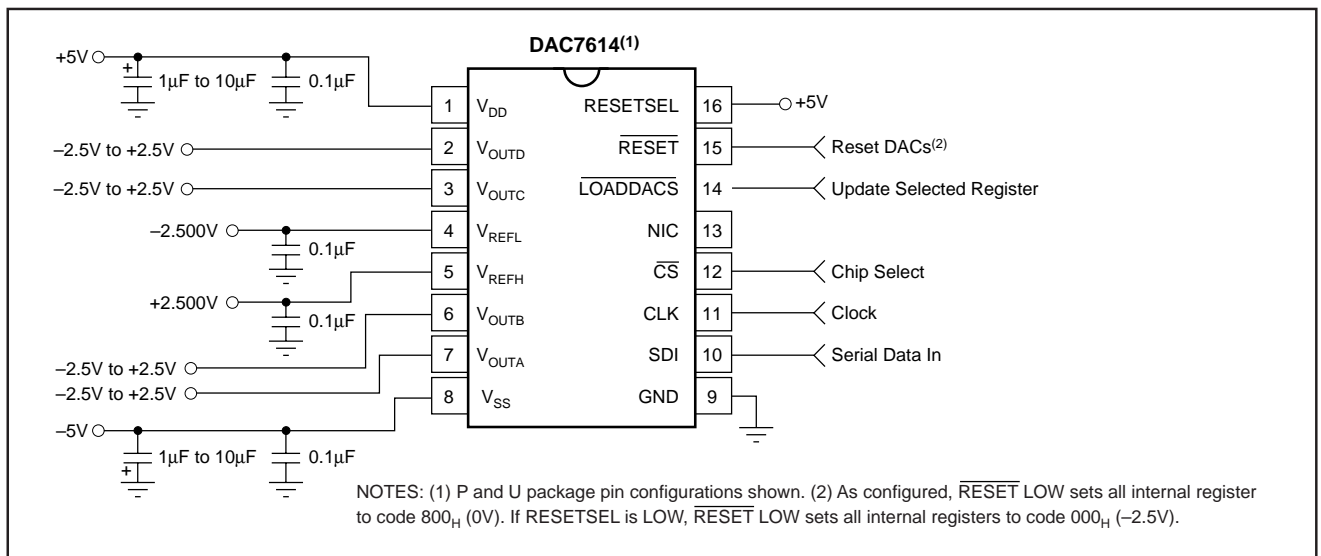 DAC7614(1)
+5V
+
1µF to 10µF
0.1µF
1 VDD
RESETSEL 16
+5V
–2.5V to +2.5V
2 VOUTD
RESET 15
Reset DACs(2)
–2.5V to +2.5V
3 VOUTC
LOADDACS 14
Update Selected Register
–2.500V
0.1µF
4 VREFL
NIC 13
+2.500V
0.1µF
5 VREFH
CS 12
Chip Select
6 VOUTB
CLK 11
Clock
–2.5V to +2.5V
7 VOUTA
SDI 10
Serial Data In
–2.5V to +2.5V
8 VSS
GND 9
–5V
+
1µF to 10µF
0.1µF
NOTES: (1) P and U package pin configurations shown. (2) As configured, RESET LOW sets all internal register
to code 800H (0V). If RESETSEL is LOW, RESET LOW sets all internal registers to code 000H (–2.5V).